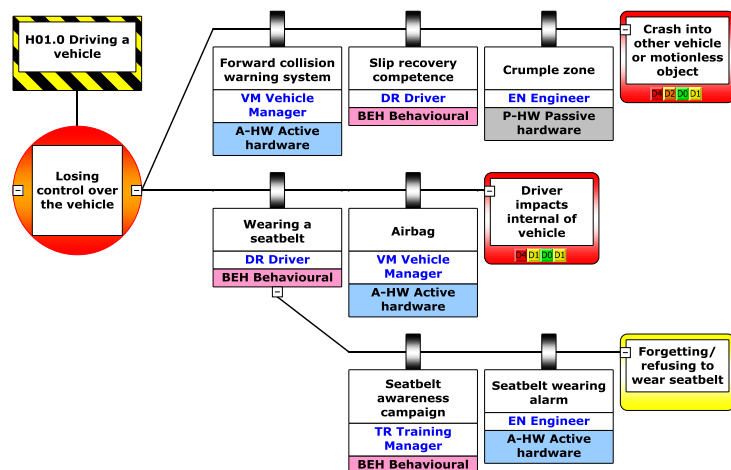 H01.0 Driving a
vehicle
Losing
control over
the vehicle
Forward collision
warning system
VM Vehicle
Manager
A-HW Active
hardware
Slip recovery
competence
DR Driver
BEH Behavioural
Crumple zone
EN Engineer
P-HW Passive
hardware
Crash into
other vehicle
or motionless
object
D4 D2 D0 D1
Wearing a
seatbelt
DR Driver
BEH Behavioural
Airbag
VM Vehicle
Manager
A-HW Active
hardware
Driver
impacts
internal of
vehicle
D4 D1 D0 D1
Seatbelt
awareness
campaign
TR Training
Manager
BEH Behavioural
Seatbelt wearing
alarm
EN Engineer
A-HW Active
hardware
Forgetting/
refusing to
wear seatbelt